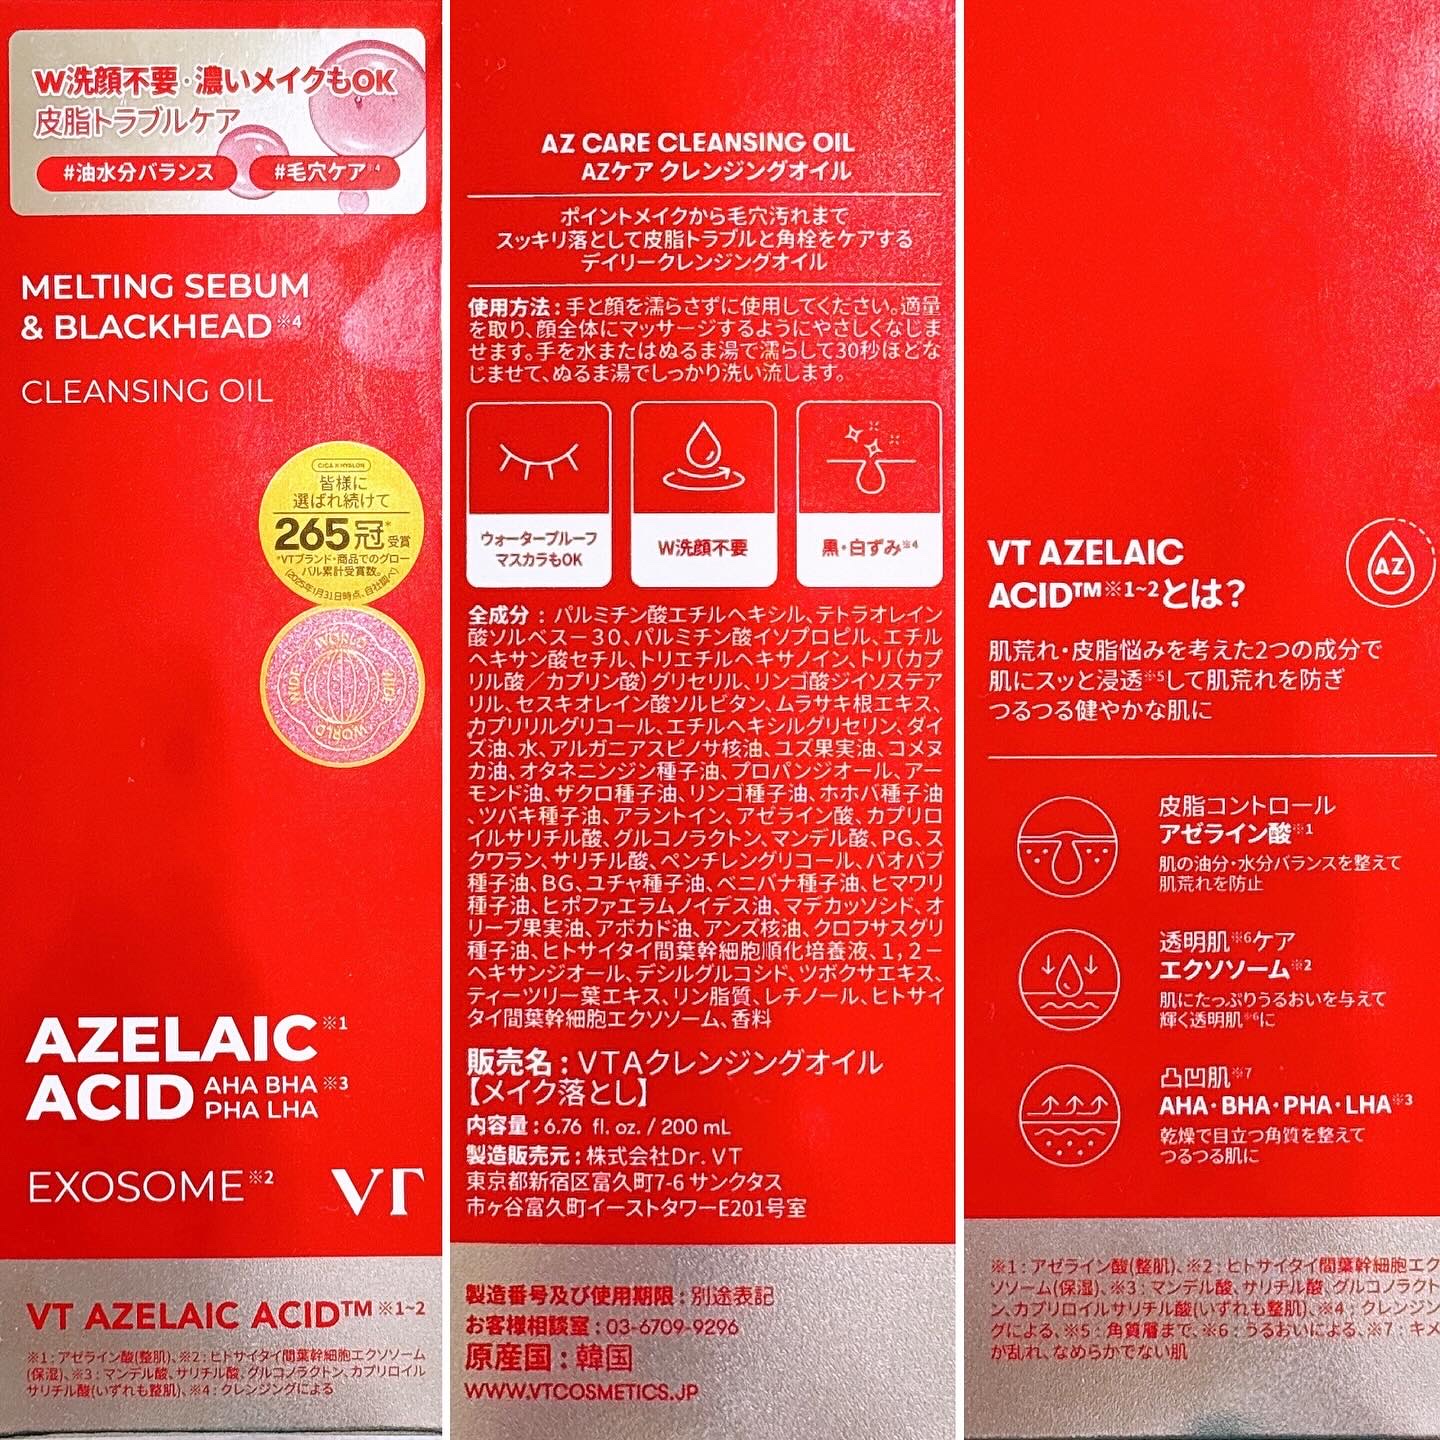 W洗顔不要・濃いメイクもOK
皮脂トラブルケア
#油水分バランス
#毛穴ケア※4
MELTING SEBUM
& BLACKHEAD※4
CLEANSING OIL
CICA X HYALON
皆様に
選ばれ続けて
265冠*受賞
*VTブランド・商品でのグロー
バル累計受賞数。
(2025年1月31日時点、自社調べ)
WORLD WIDE WORLD WIDE
AZELAIC※1
ACID AHA BHA※3
PHA LHA
EXOSOME※2
VT
VT AZELAIC ACID™※1~2
※1:アゼライン酸(整肌)、※2:ヒトサイタイ間葉幹細胞エクソソーム
(保湿)、※3:マンデル酸、サリチル酸、グルコノラクトン、カプリロイル
サリチル酸(いずれも整肌)、※4:クレンジングによる
AZ CARE CLEANSING OIL
AZケア クレンジングオイル
ポイントメイクから毛穴汚れまで
スッキリ落として皮脂トラブルと角栓をケアする
デイリークレンジングオイル
使用方法:手と顔を濡らさずに使用してください。適量
を取り、顔全体にマッサージするようにやさしくなじま
せます。手を水またはぬるま湯で濡らして30秒ほどな
じませて、ぬるま湯でしっかり洗い流します。
ウォータープルーフ
マスカラもOK
W洗顔不要
黒・白ずみ※4
全成分:パルミチン酸エチルヘキシル、テトラオレイン
酸ソルベス－30、パルミチン酸イソプロピル、エチル
ヘキサン酸セチル、トリエチルヘキサノイン、トリ(カプ
リル酸／カプリン酸)グリセリル、リンゴ酸ジイソステア
リル、セスキオレイン酸ソルビタン、ムラサキ根エキス、
カプリリルグリコール、エチルヘキシルグリセリン、ダイ
ズ油、水、アルガニアスピノサ核油、ユズ果実油、コメヌ
カ油、オタネニンジン種子油、プロパンジオール、アー
モンド油、ザクロ種子油、リンゴ種子油、ホホバ種子油
、ツバキ種子油、アラントイン、アゼライン酸、カプリロ
イルサリチル酸、グルコノラクトン、マンデル酸、PG、ス
クワラン、サリチル酸、ペンチレングリコール、バオバブ
種子油、BG、ユチャ種子油、ベニバナ種子油、ヒマワリ
種子油、ヒポファエラムノイデス油、マデカッソシド、オ
リーブ果実油、アボカド油、アンズ核油、クロフサスグリ
種子油、ヒトサイタイ間葉幹細胞順化培養液、1,2－
ヘキサンジオール、デシルグルコシド、ツボクサエキス、
ティーツリー葉エキス、リン脂質、レチノール、ヒトサイ
タイ間葉幹細胞エクソソーム、香料
販売名:VTAクレンジングオイル
【メイク落とし】
内容量:6.76 fl. oz. / 200 mL
製造販売元:株式会社Dr. VT
東京都新宿区富久町7-6 サンクタス
市ヶ谷富久町イーストタワーE201号室
製造番号及び使用期限:別途表記
お客様相談室:03-6709-9296
原産国:韓国
WWW.VTCOSMETICS.JP
VT AZELAIC
ACID™※1~2とは?
AZ
肌荒れ・皮脂悩みを考えた2つの成分で
肌にスッと浸透※5して肌荒れを防ぎ
つるつる健やかな肌に
皮脂コントロール
アゼライン酸※1
肌の油分・水分バランスを整えて
肌荒れを防止
透明肌※6ケア
エクソソーム※2
肌にたっぷりうるおいを与えて
輝く透明肌※6に
凸凹肌※7
AHA・BHA・PHA・LHA※3
乾燥で目立つ角質を整えて
つるつる肌に
※1:アゼライン酸(整肌)、※2:ヒトサイタイ間葉幹細胞エク
ソソーム(保湿)、※3:マンデル酸、サリチル酸、グルコノラクト
ン、カプリロイルサリチル酸(いずれも整肌)、※4:クレンジン
グによる、※5:角質層まで、※6:うるおいによる、※7:キメ
が乱れ、なめらかでない肌